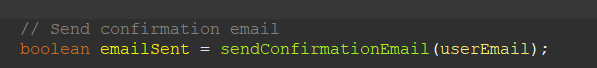 // Send confirmation email
boolean emailSent = sendConfirmationEmail(userEmail);